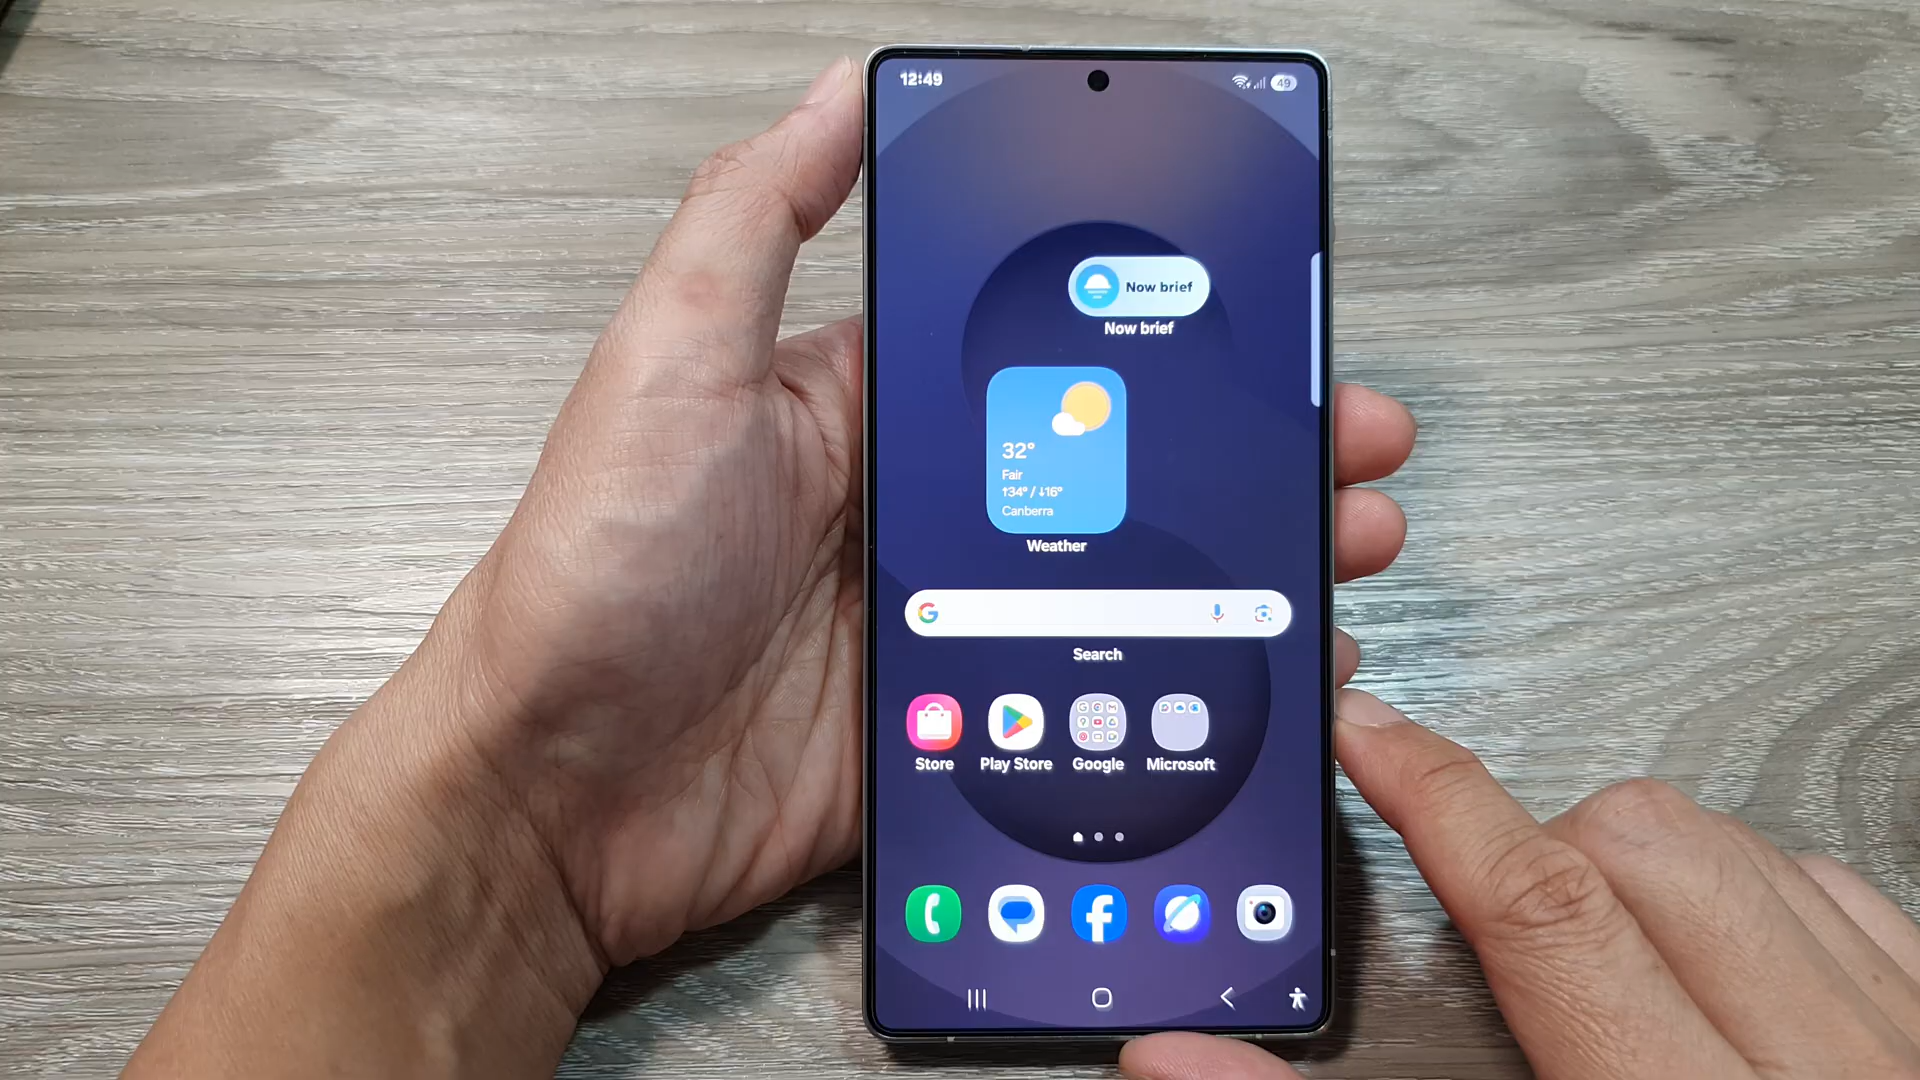 12:49
49
Now brief
Now brief
32°
Fair
↑34° / ↓16°
Canberra
Weather
Search
Store
Play Store
Google
Microsoft